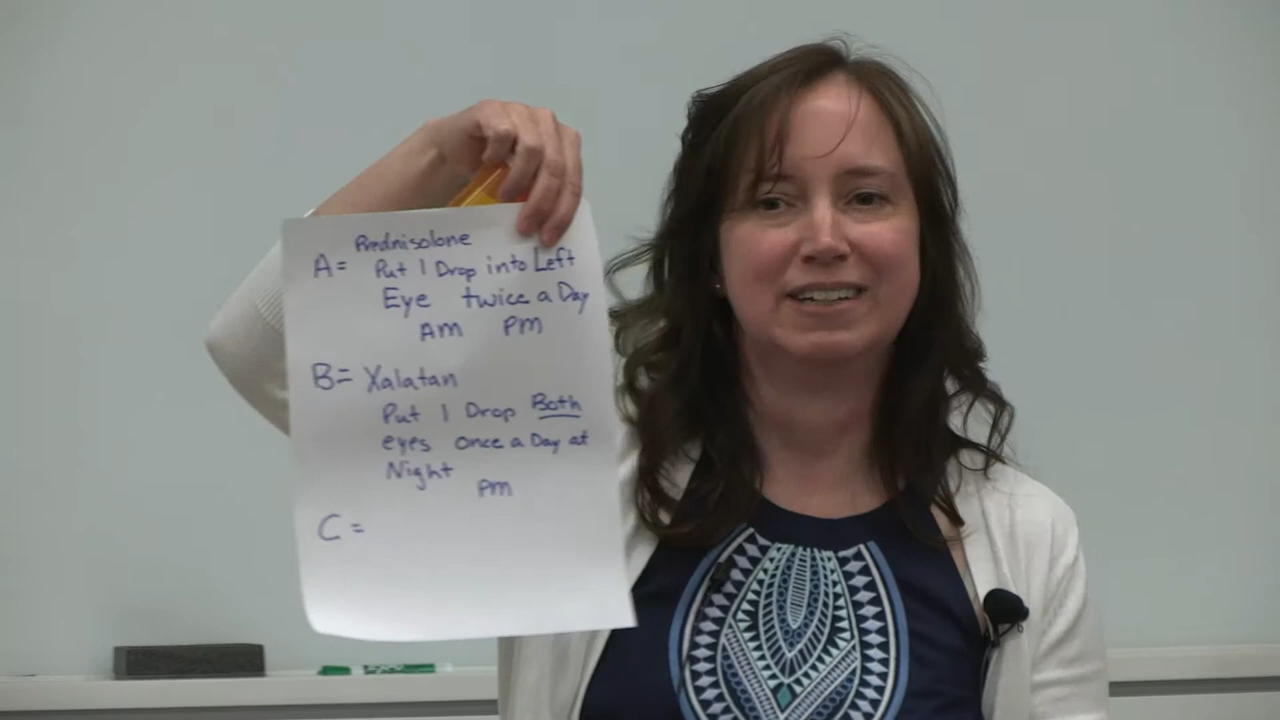 Prednisolone
A= Put 1 Drop into Left
Eye twice a Day
AM PM
B= Xalatan
Put 1 Drop Both
eyes once a Day at
Night
PM
C =